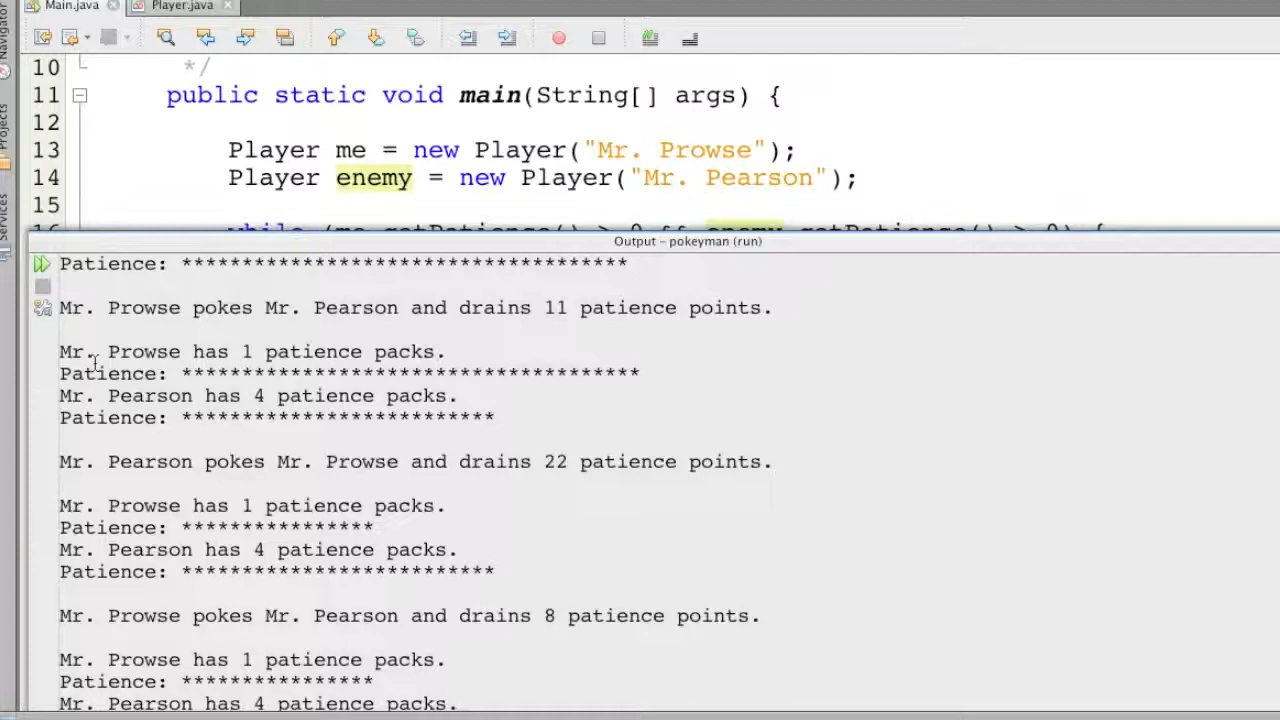 Main.java
Player.java
Navigator
Projects
Services
10 */
11 public static void main(String[] args) {
12
13 Player me = new Player("Mr. Prowse");
14 Player enemy = new Player("Mr. Pearson");
15
16 while (me.getPatience() > 0 && enemy.getPatience() > 0) {
Output – pokeyman (run)
Patience: *************************************
Mr. Prowse pokes Mr. Pearson and drains 11 patience points.
Mr. Prowse has 1 patience packs.
Patience: **************************************
Mr. Pearson has 4 patience packs.
Patience: **************************
Mr. Pearson pokes Mr. Prowse and drains 22 patience points.
Mr. Prowse has 1 patience packs.
Patience: ****************
Mr. Pearson has 4 patience packs.
Patience: **************************
Mr. Prowse pokes Mr. Pearson and drains 8 patience points.
Mr. Prowse has 1 patience packs.
Patience: ****************
Mr. Pearson has 4 patience packs.